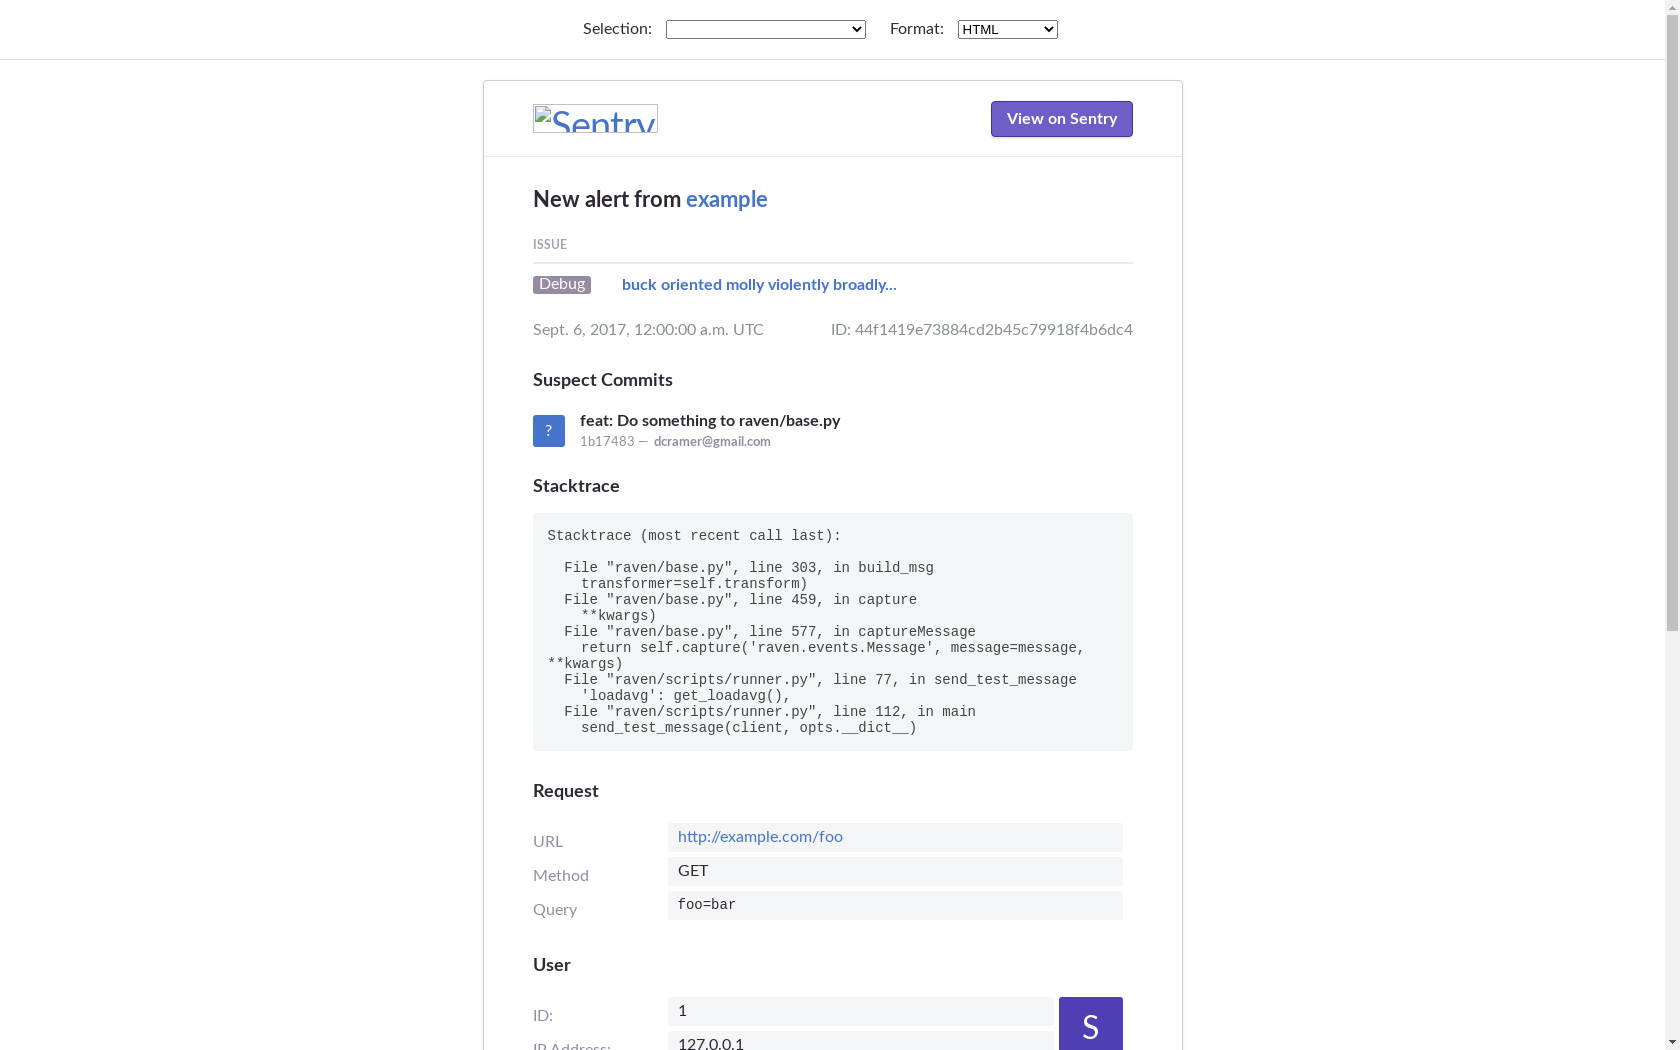 Selection: Format: HTML
Sentry View on Sentry
New alert from example
ISSUE
Debug buck oriented molly violently broadly...
Sept. 6, 2017, 12:00:00 a.m. UTC ID: 44f1419e73884cd2b45c79918f4b6dc4
Suspect Commits
? feat: Do something to raven/base.py
1b17483 — dcramer@gmail.com
Stacktrace
Stacktrace (most recent call last):
File "raven/base.py", line 303, in build_msg
transformer=self.transform)
File "raven/base.py", line 459, in capture
**kwargs)
File "raven/base.py", line 577, in captureMessage
return self.capture('raven.events.Message', message=message,
**kwargs)
File "raven/scripts/runner.py", line 77, in send_test_message
'loadavg': get_loadavg(),
File "raven/scripts/runner.py", line 112, in main
send_test_message(client, opts.__dict__)
Request
URL http://example.com/foo
Method GET
Query foo=bar
User
ID: 1 S
IP Address: 127.0.0.1